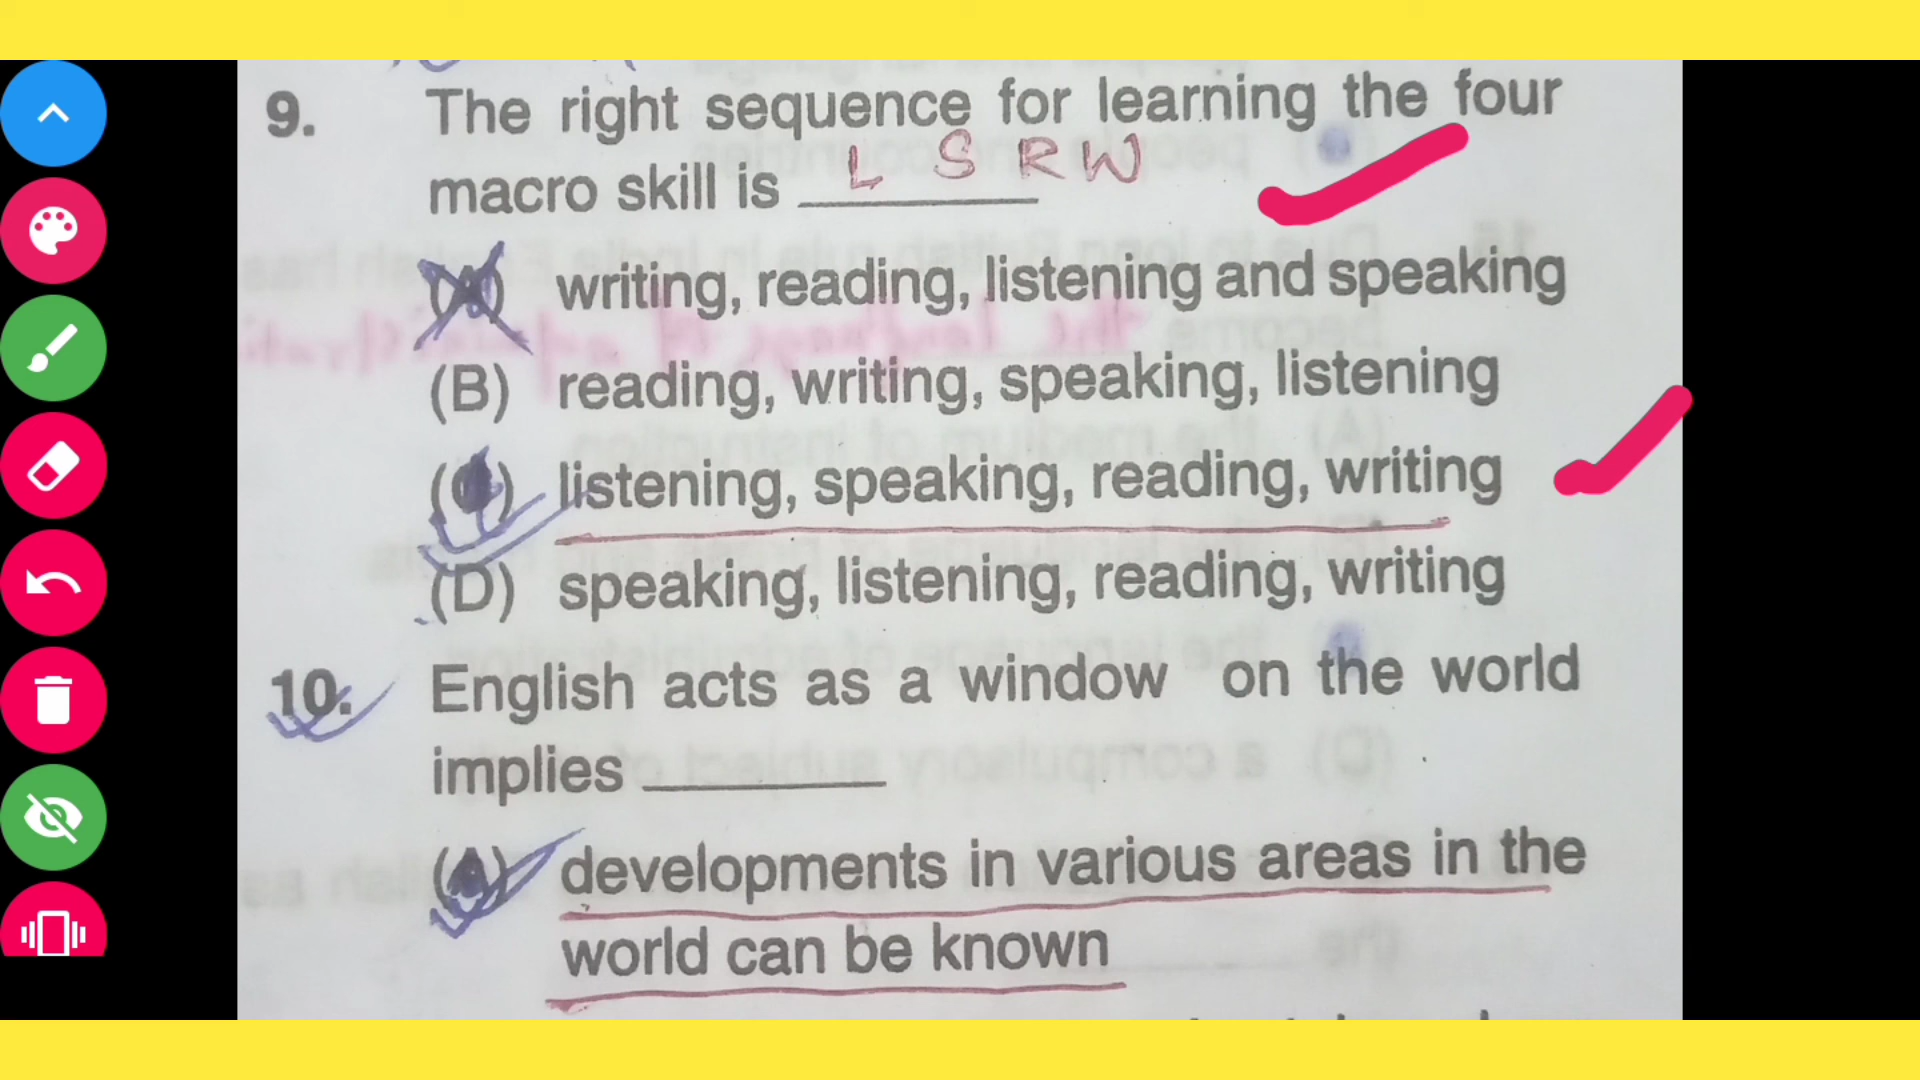 9. The right sequence for learning the four
macro skill is L S R W
(A) writing, reading, listening and speaking
(B) reading, writing, speaking, listening
(C) listening, speaking, reading, writing
(D) speaking, listening, reading, writing
10. English acts as a window on the world
implies ________
(A) developments in various areas in the
world can be known